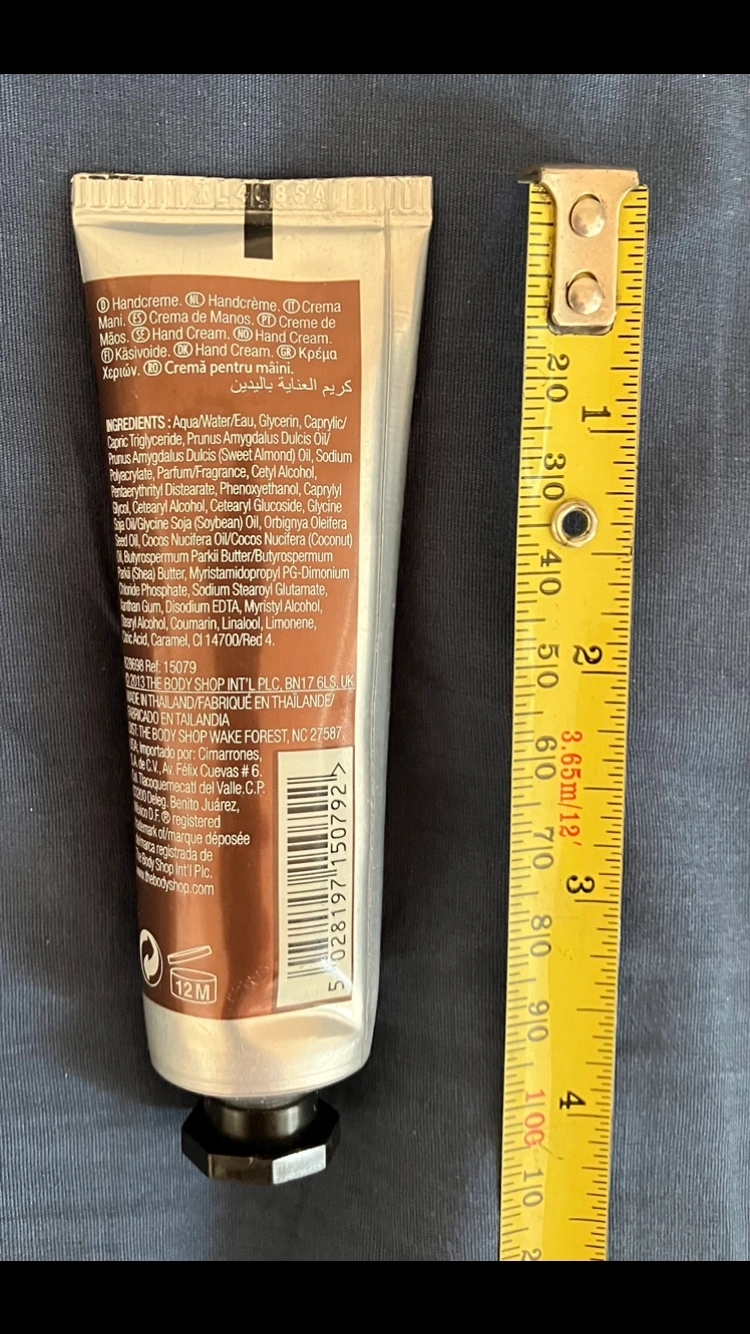 Ⓓ Handcreme. ⓃⓁ Handcrème. ⒾⓉ Crema
Mani. ⒺⓈ Crema de Manos. ⓅⓉ Creme de
Mãos. ⓈⒺ Hand Cream. ⓃⓄ Hand Cream.
ⒻⒾ Käsivoide. ⒹⓀ Hand Cream. ⒼⓇ Κρέμα
Χεριών. ⓇⓄ Cremă pentru mâini.
كريم العناية باليدين
INGREDIENTS : Aqua/Water/Eau, Glycerin, Caprylic/
Capric Triglyceride, Prunus Amygdalus Dulcis Oil/
Prunus Amygdalus Dulcis (Sweet Almond) Oil, Sodium
Polyacrylate, Parfum/Fragrance, Cetyl Alcohol,
Pentaerythrityl Distearate, Phenoxyethanol, Caprylyl
Glycol, Cetearyl Alcohol, Cetearyl Glucoside, Glycine
Soja Oil/Glycine Soja (Soybean) Oil, Orbignya Oleifera
Seed Oil, Cocos Nucifera Oil/Cocos Nucifera (Coconut)
Oil, Butyrospermum Parkii Butter/Butyrospermum
Parkii (Shea) Butter, Myristamidopropyl PG-Dimonium
Chloride Phosphate, Sodium Stearoyl Glutamate,
Xanthan Gum, Disodium EDTA, Myristyl Alcohol,
Stearyl Alcohol, Coumarin, Linalool, Limonene,
Citric Acid, Caramel, CI 14700/Red 4.
Ref: 15079
©2013 THE BODY SHOP INT'L PLC, BN17 6LS, UK
MADE IN THAILAND/FABRIQUÉ EN THAÏLANDE/
FABRICADO EN TAILANDIA
DIST: THE BODY SHOP WAKE FOREST, NC 27587,
USA. Importado por: Cimarrones,
S.A. de C.V., Av. Félix Cuevas # 6.
Col. Tlacoquemecatl del Valle.C.P.
03200 Deleg. Benito Juárez,
México D.F. ® registered
trademark of/marque déposée
de/marca registrada de
The Body Shop Int'l Plc.
www.thebodyshop.com
12 M
5 028197 150792 >
20 1
30
40
50 2
60 3.65m/12'
70
80 3
90
100 4
10
2